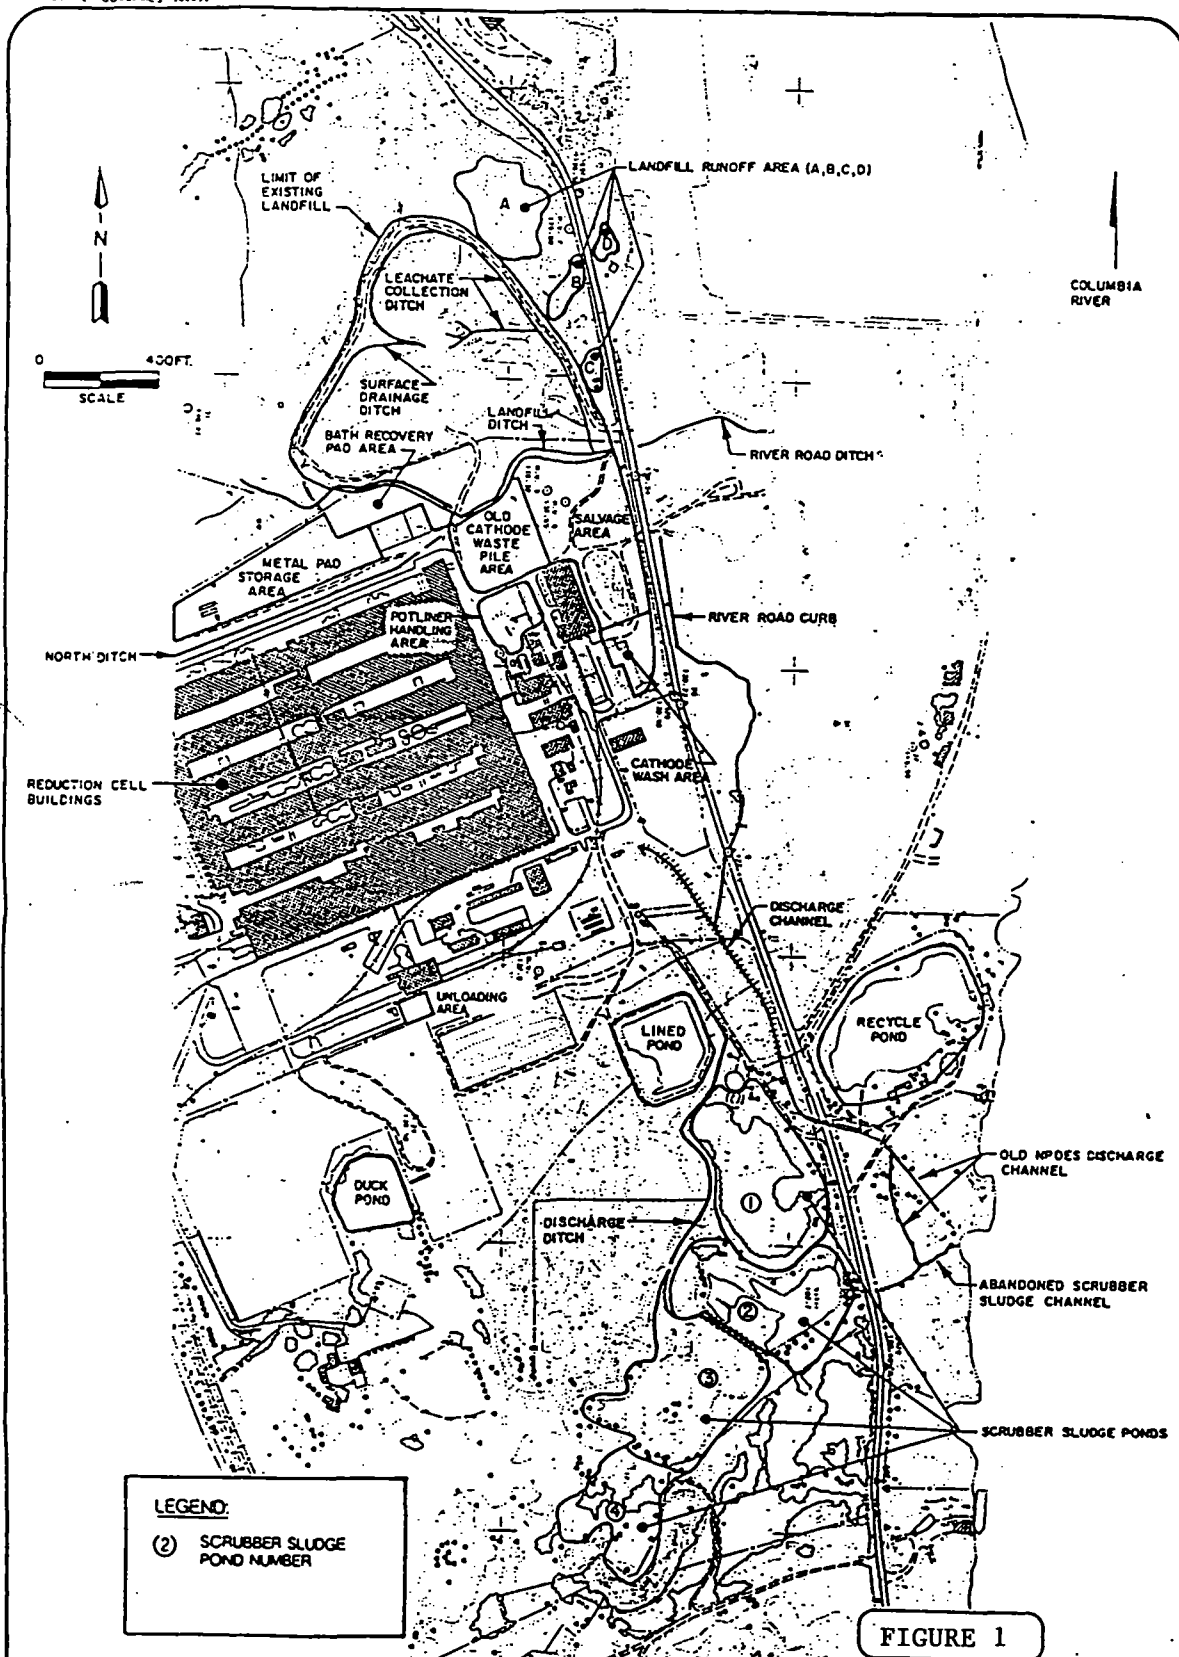 LANDFILL RUNOFF AREA (A,B,C,D)
LIMIT OF
EXISTING
LANDFILL
A
N
D
B
LEACHATE
COLLECTION
DITCH
COLUMBIA
RIVER
0 400FT.
SCALE
C
SURFACE
DRAINAGE
DITCH
LANDFILL
DITCH
BATH RECOVERY
PAD AREA
RIVER ROAD DITCH
OLD
CATHODE
WASTE
PILE
AREA
SALVAGE
AREA
METAL PAD
STORAGE
AREA
POTLINER
HANDLING
AREA
RIVER ROAD CURB
NORTH DITCH
CATHODE
WASH AREA
REDUCTION CELL
BUILDINGS
DISCHARGE
CHANNEL
UNLOADING
AREA
LINED
POND
RECYCLE
POND
OLD NPDES DISCHARGE
CHANNEL
DUCK
POND
1
DISCHARGE
DITCH
ABANDONED SCRUBBER
SLUDGE CHANNEL
2
3
SCRUBBER SLUDGE PONDS
4
LEGEND:
2 SCRUBBER SLUDGE
POND NUMBER
FIGURE 1